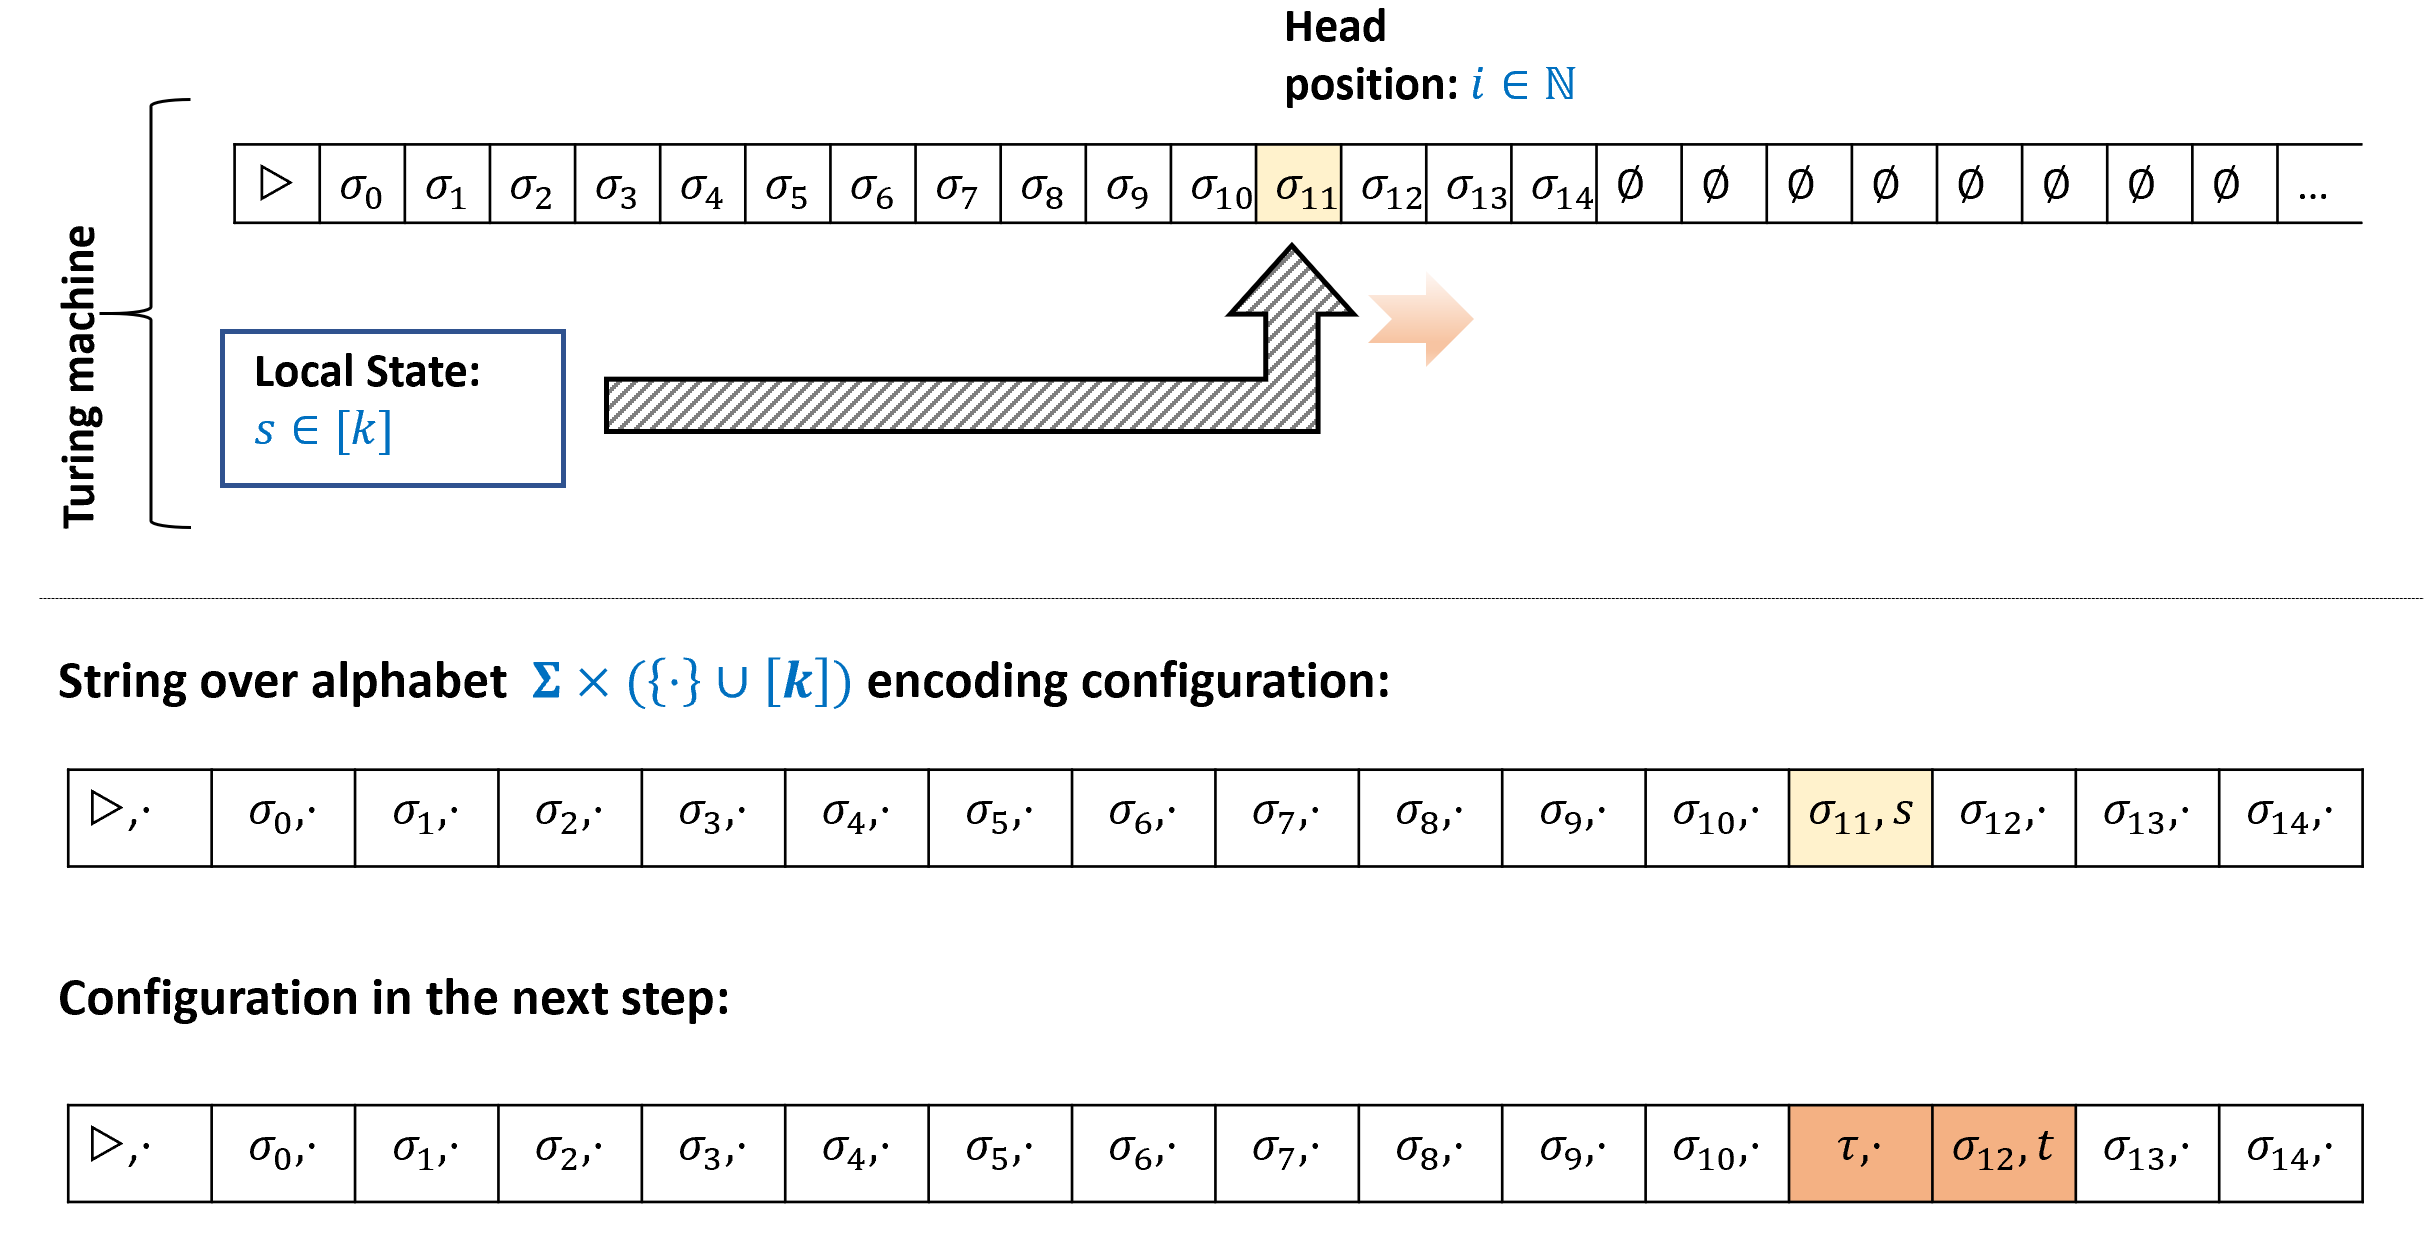 Head
position: i ∈ ℕ
▷ σ₀ σ₁ σ₂ σ₃ σ₄ σ₅ σ₆ σ₇ σ₈ σ₉ σ₁₀ σ₁₁ σ₁₂ σ₁₃ σ₁₄ ∅ ∅ ∅ ∅ ∅ ∅ ∅ ∅ ...
Turing machine
Local State:
s ∈ [k]
String over alphabet Σ × ({·} ∪ [k]) encoding configuration:
▷,· σ₀,· σ₁,· σ₂,· σ₃,· σ₄,· σ₅,· σ₆,· σ₇,· σ₈,· σ₉,· σ₁₀,· σ₁₁, s σ₁₂,· σ₁₃,· σ₁₄,·
Configuration in the next step:
▷,· σ₀,· σ₁,· σ₂,· σ₃,· σ₄,· σ₅,· σ₆,· σ₇,· σ₈,· σ₉,· σ₁₀,· τ,· σ₁₂, t σ₁₃,· σ₁₄,·